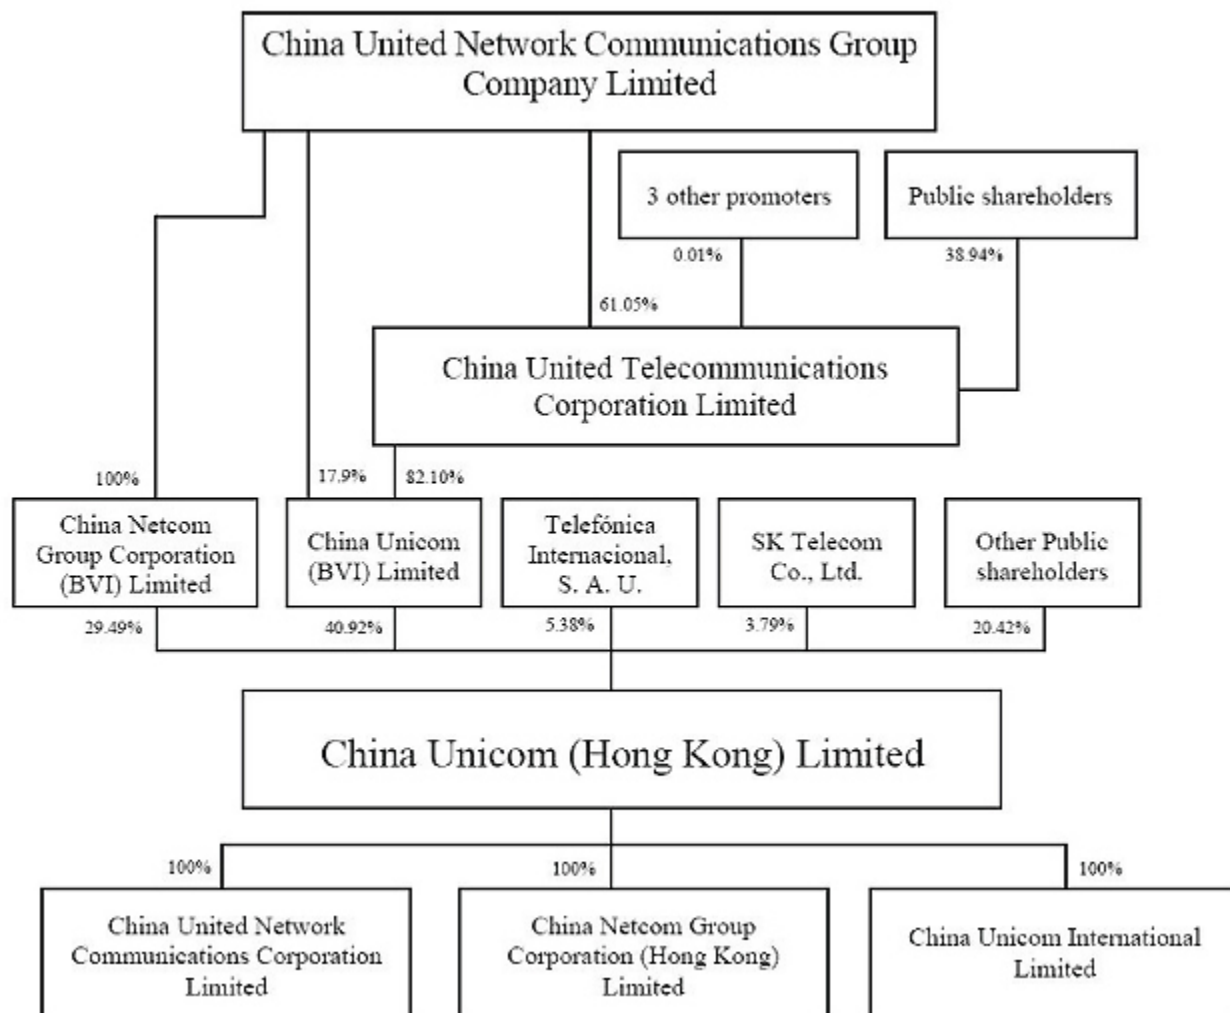 China United Network Communications Group
Company Limited
3 other promoters
Public shareholders
0.01%
38.94%
61.05%
China United Telecommunications
Corporation Limited
100%
17.9%
82.10%
China Netcom
Group Corporation
(BVI) Limited
China Unicom
(BVI) Limited
Telefónica
Internacional,
S. A. U.
SK Telecom
Co., Ltd.
Other Public
shareholders
29.49%
40.92%
5.38%
3.79%
20.42%
China Unicom (Hong Kong) Limited
100%
100%
100%
China United Network
Communications Corporation
Limited
China Netcom Group
Corporation (Hong Kong)
Limited
China Unicom International
Limited